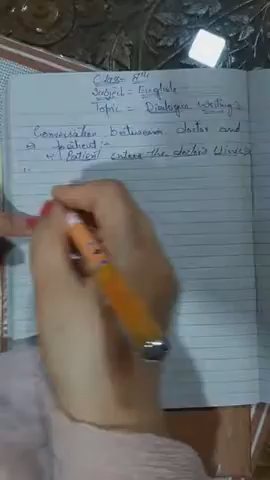 Class = 8th
Subject = English
Topic = Dialogue Writing:
Conversation between doctor and
patient :-
Patient enters the doctor's